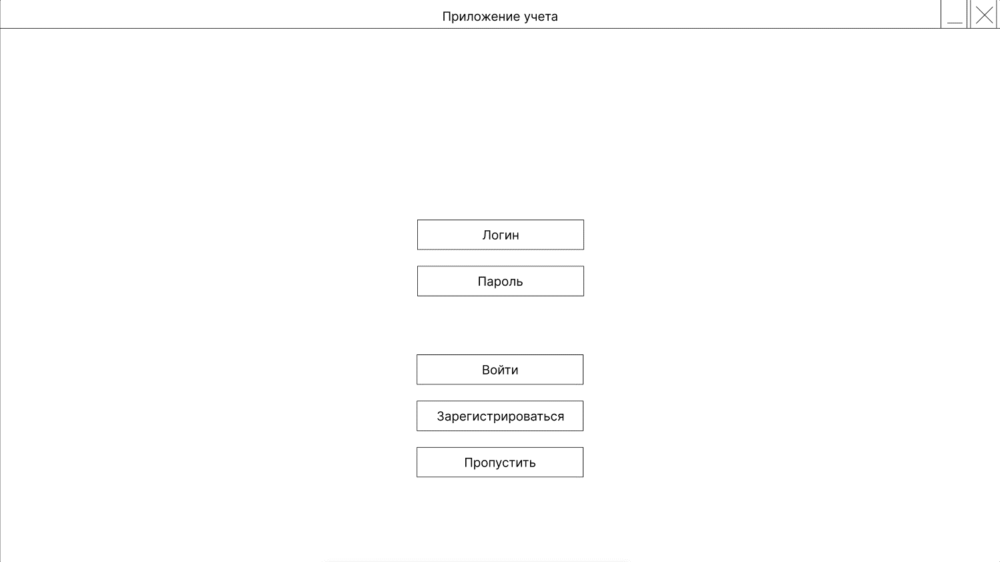 Приложение учета
Логин
Пароль
Войти
Зарегистрироваться
Пропустить